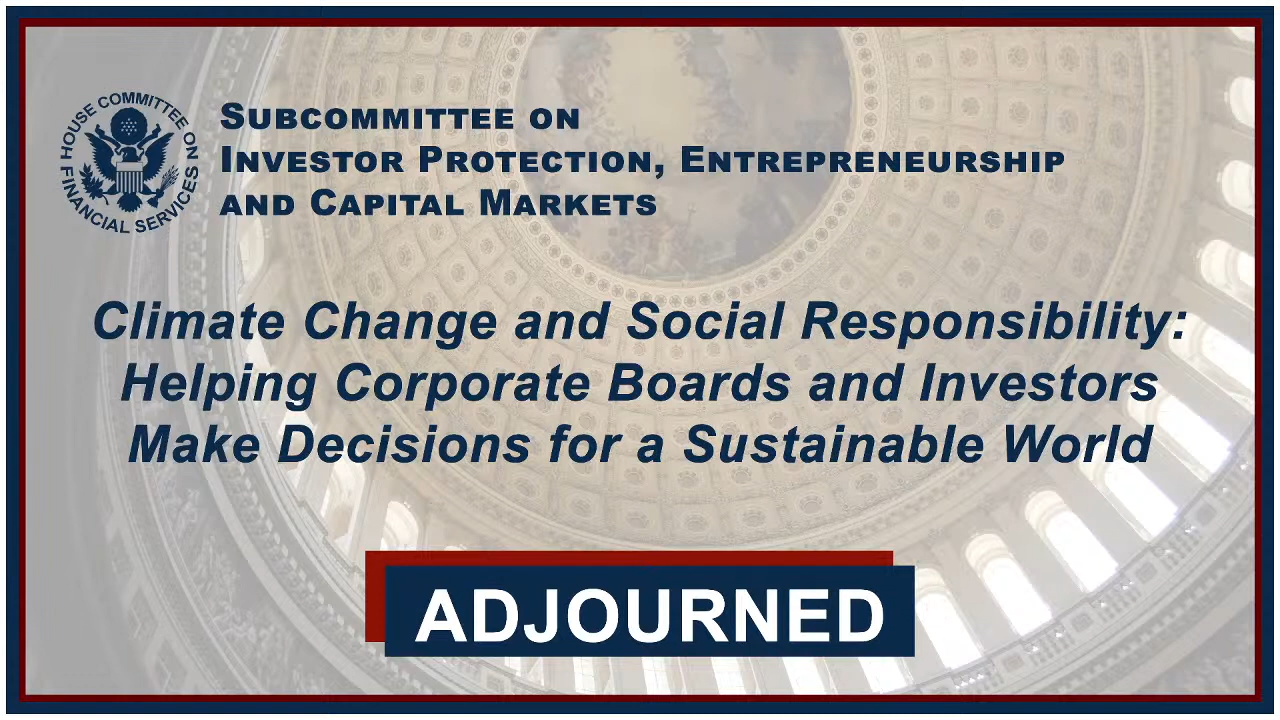 HOUSE COMMITTEE ON
FINANCIAL SERVICES
SUBCOMMITTEE ON
INVESTOR PROTECTION, ENTREPRENEURSHIP
AND CAPITAL MARKETS
Climate Change and Social Responsibility:
Helping Corporate Boards and Investors
Make Decisions for a Sustainable World
ADJOURNED